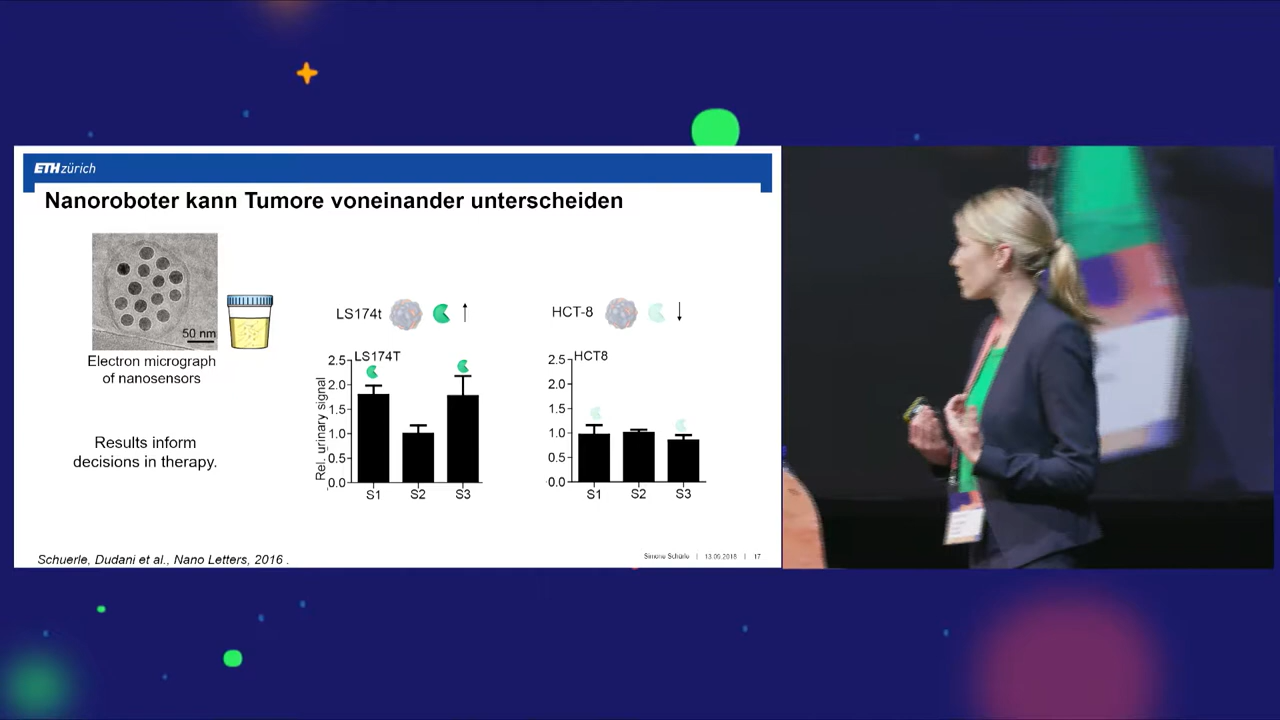 ETHzürich
Nanoroboter kann Tumore voneinander unterscheiden
50 nm
Electron micrograph
of nanosensors
Results inform
decisions in therapy.
LS174t
LS174T
Rel. urinary signal
2.5
2.0
1.5
1.0
0.5
0.0
S1 S2 S3
HCT-8
HCT8
2.5
2.0
1.5
1.0
0.5
0.0
S1 S2 S3
Schuerle, Dudani et al., Nano Letters, 2016 .
Simone Schürle | 13.09.2018 | 17